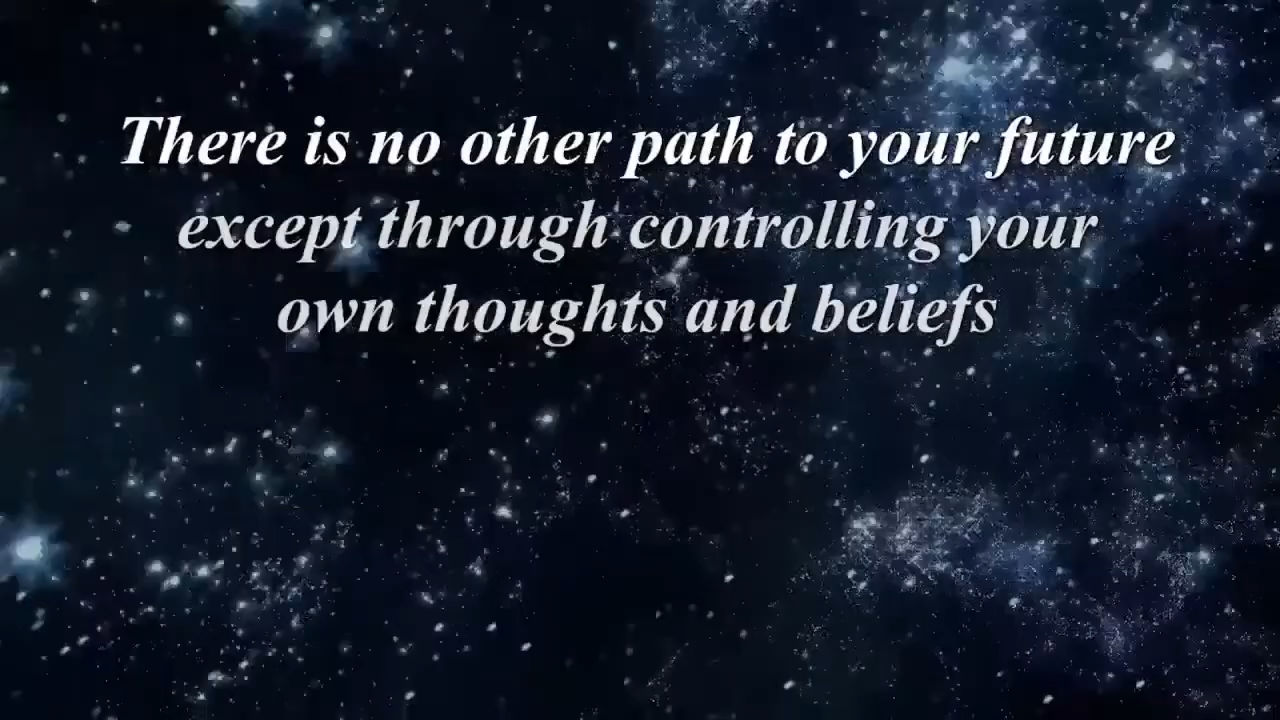 There is no other path to your future
except through controlling your
own thoughts and beliefs